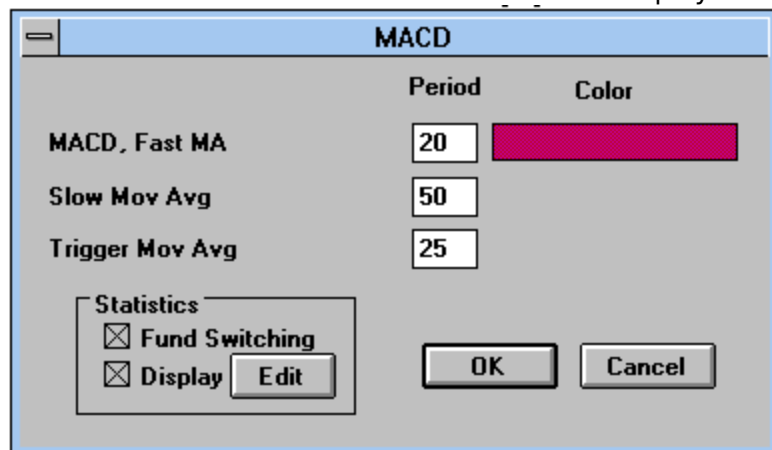 MACD
Period Color
MACD, Fast MA 20
Slow Mov Avg 50
Trigger Mov Avg 25
Statistics
Fund Switching
Display Edit
OK Cancel